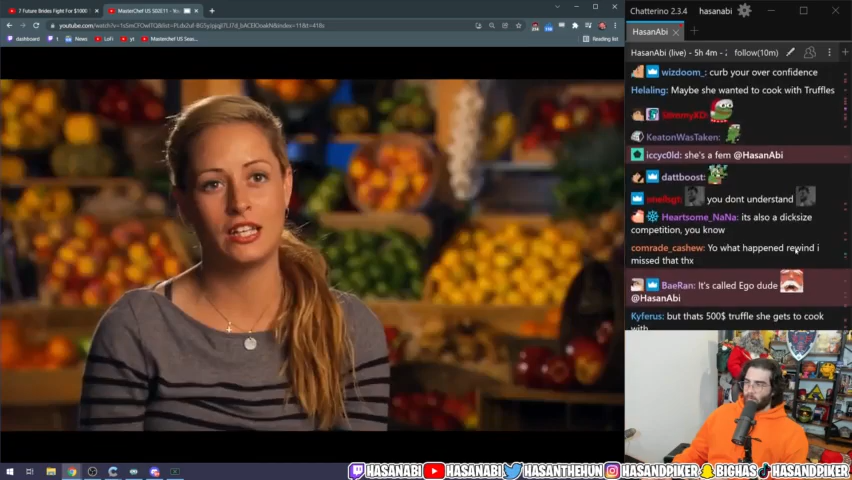 7 Future Brides Fight For $1000
MasterChef US S02E11 - Yo
Chatterino 2.3.4
hasanabi
HasanAbi
Reading list
dashboard
News
LoFi
yt
Masterchef US S02E11
HasanAbi (live) - 5h 4m - 
follow(10m)
wizdoom_: curb your over confidence
Helaling: Maybe she wanted to cook with Truffles
KeatonWasTaken:
iccyc0ld: she's a fem @HasanAbi
dattboost:
you dont understand
Heartsome_NaNa: its also a dicksize
competition, you know
comrade_cashew: Yo what happened rewind i
missed that thx
BaeRan: It's called Ego dude
@HasanAbi
Kyferus: but thats 500$ truffle she gets to cook
with
HASANABI
HASANABI
HASANTHEHUN
HASANDPIKER
BIGHAS
HASANDPIKER